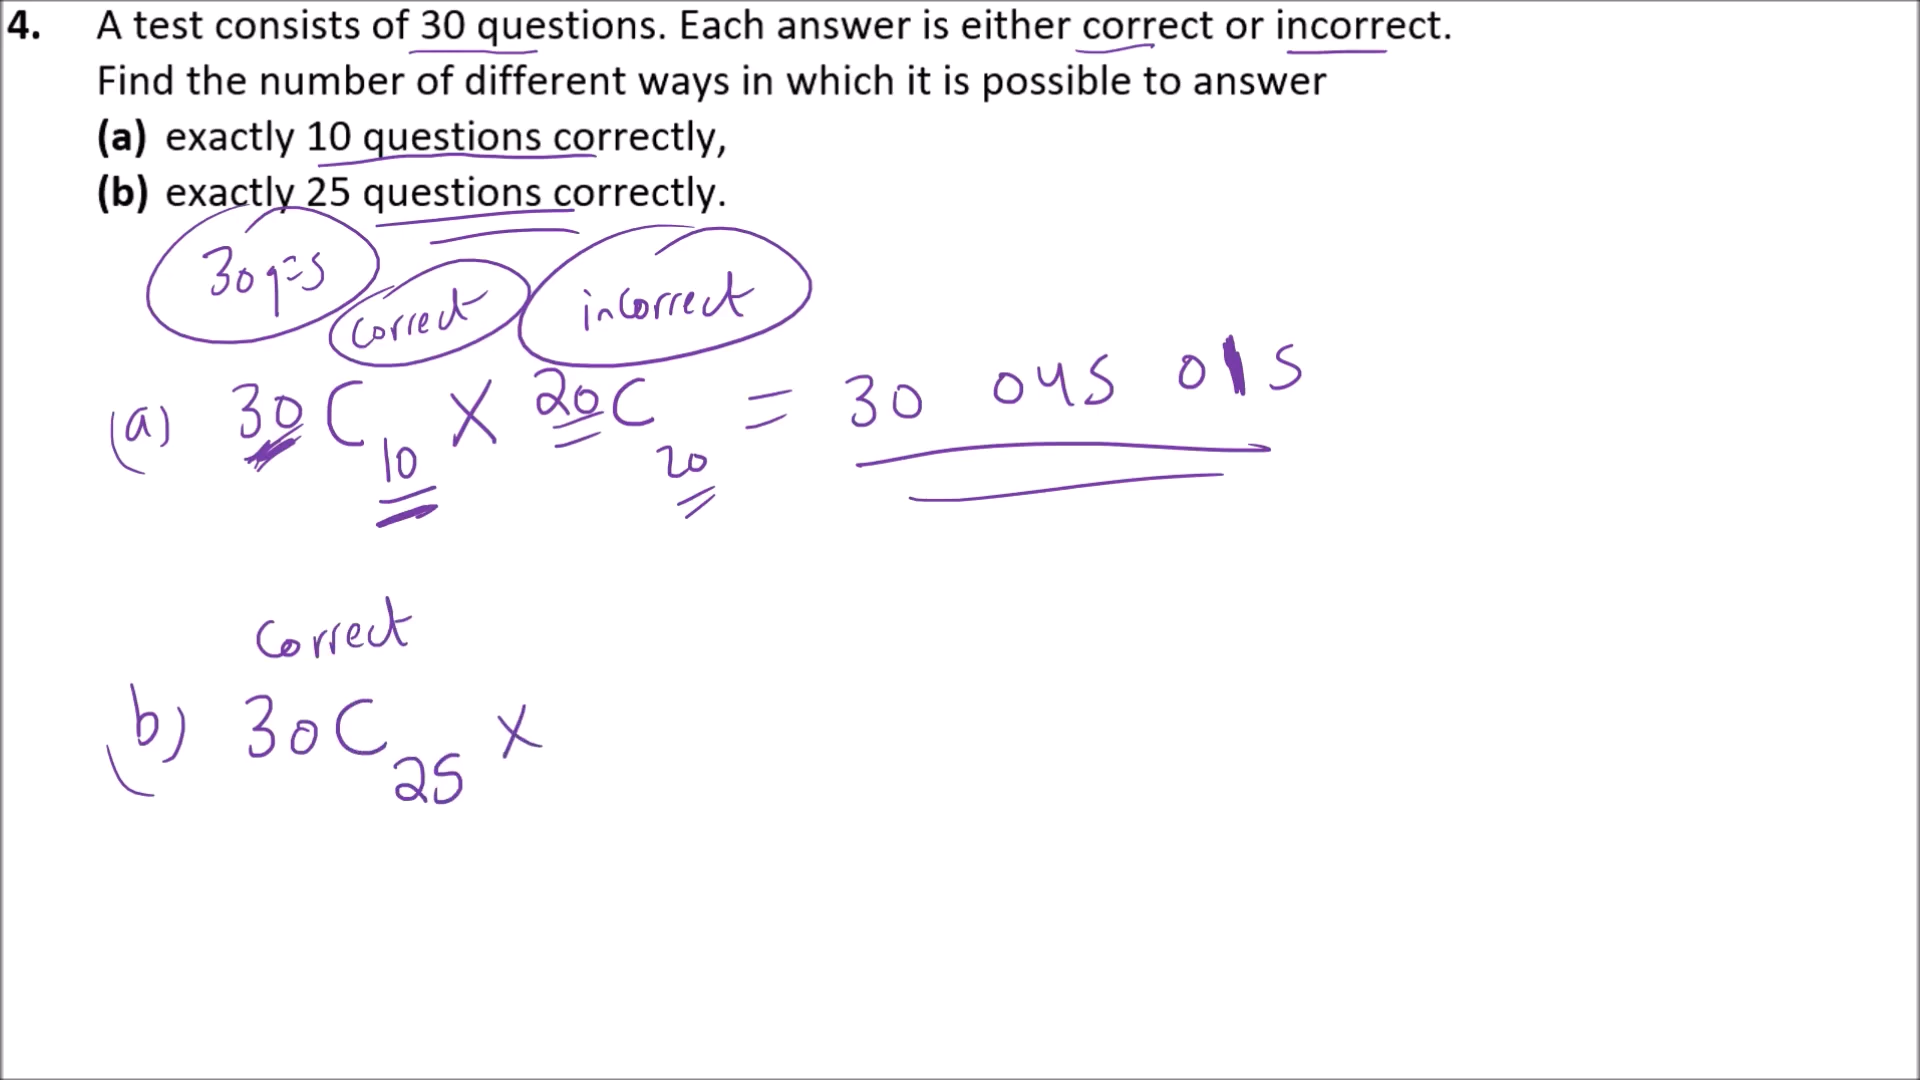 4. A test consists of 30 questions. Each answer is either correct or incorrect.
Find the number of different ways in which it is possible to answer
(a) exactly 10 questions correctly,
(b) exactly 25 questions correctly.
30 q=s correct incorrect
(a) 30C10 X 20C20 = 30 045 015
correct
(b) 30C25 X